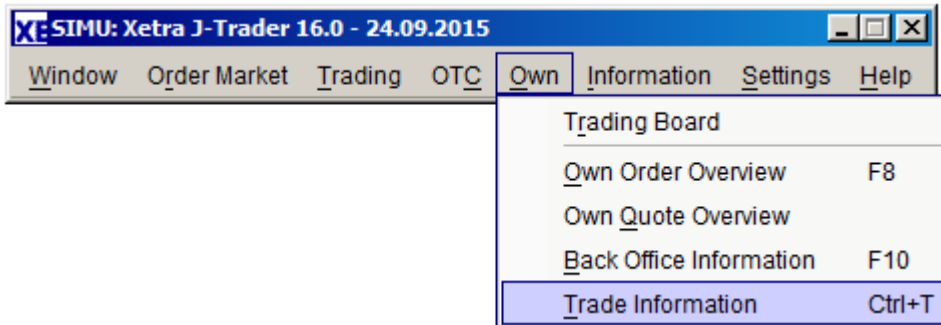 XE SIMU: Xetra J-Trader 16.0 - 24.09.2015
Window Order Market Trading OTC Own Information Settings Help
Trading Board
Own Order Overview F8
Own Quote Overview
Back Office Information F10
Trade Information Ctrl+T